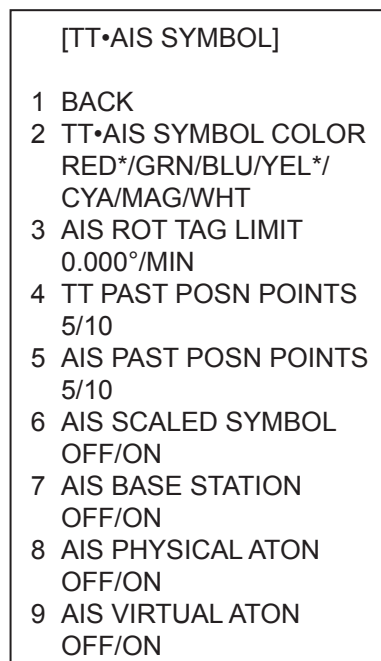 [TT•AIS SYMBOL]
1 BACK
2 TT•AIS SYMBOL COLOR
RED*/GRN/BLU/YEL*/
CYA/MAG/WHT
3 AIS ROT TAG LIMIT
0.000°/MIN
4 TT PAST POSN POINTS
5/10
5 AIS PAST POSN POINTS
5/10
6 AIS SCALED SYMBOL
OFF/ON
7 AIS BASE STATION
OFF/ON
8 AIS PHYSICAL ATON
OFF/ON
9 AIS VIRTUAL ATON
OFF/ON